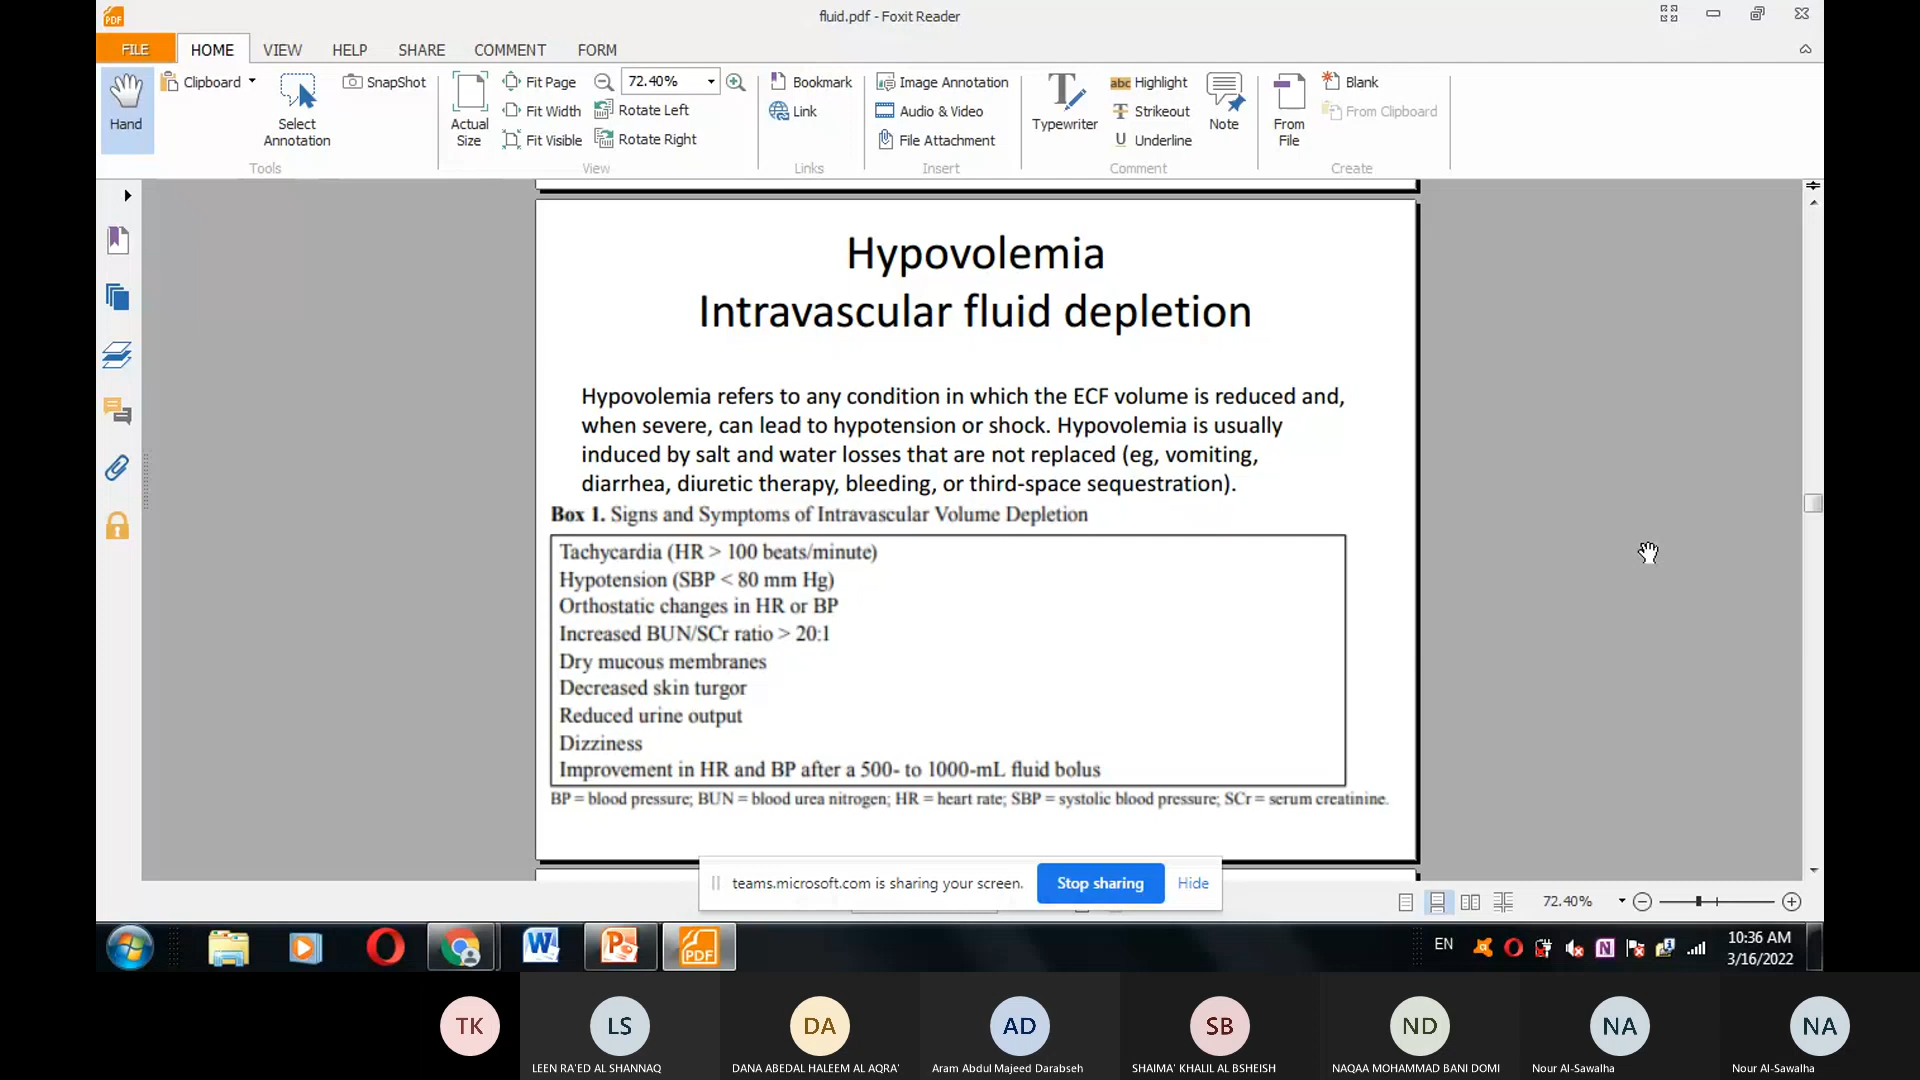 fluid.pdf - Foxit Reader
FILE
HOME
VIEW
HELP
SHARE
COMMENT
FORM
Hand
Clipboard
Select
Annotation
SnapShot
Tools
Actual
Size
Fit Page
Fit Width
Fit Visible
72.40%
Rotate Left
Rotate Right
View
Bookmark
Link
Links
Image Annotation
Audio & Video
File Attachment
Insert
Typewriter
abc Highlight
Strikeout
U Underline
Note
Comment
From
File
Blank
From Clipboard
Create
Hypovolemia
Intravascular fluid depletion
Hypovolemia refers to any condition in which the ECF volume is reduced and,
when severe, can lead to hypotension or shock. Hypovolemia is usually
induced by salt and water losses that are not replaced (eg, vomiting,
diarrhea, diuretic therapy, bleeding, or third-space sequestration).
Box 1. Signs and Symptoms of Intravascular Volume Depletion
Tachycardia (HR > 100 beats/minute)
Hypotension (SBP < 80 mm Hg)
Orthostatic changes in HR or BP
Increased BUN/SCr ratio > 20:1
Dry mucous membranes
Decreased skin turgor
Reduced urine output
Dizziness
Improvement in HR and BP after a 500- to 1000-mL fluid bolus
BP = blood pressure; BUN = blood urea nitrogen; HR = heart rate; SBP = systolic blood pressure; SCr = serum creatinine.
teams.microsoft.com is sharing your screen.
Stop sharing
Hide
72.40%
EN
10:36 AM
3/16/2022
TK
LS
LEEN RA'ED AL SHANNAQ
DA
DANA ABEDAL HALEEM AL AQRA'
AD
Aram Abdul Majeed Darabseh
SB
SHAIMA' KHALIL AL BSHEISH
ND
NAQAA MOHAMMAD BANI DOMI
NA
Nour Al-Sawalha
NA
Nour Al-Sawalha